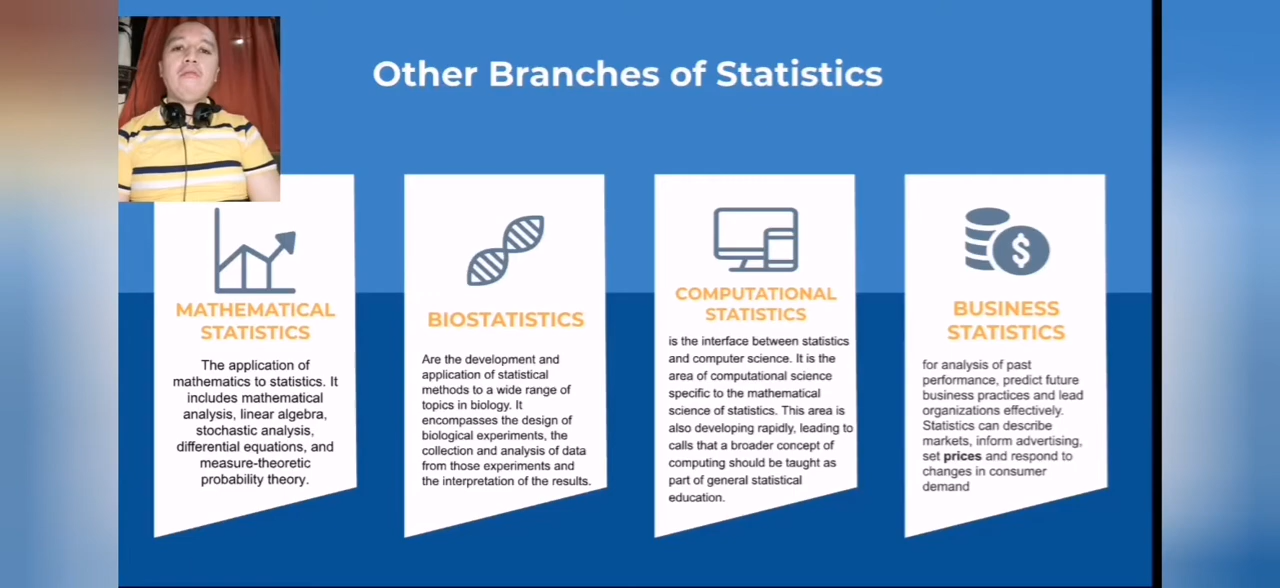 Other Branches of Statistics
MATHEMATICAL
STATISTICS
The application of
mathematics to statistics. It
includes mathematical
analysis, linear algebra,
stochastic analysis,
differential equations, and
measure-theoretic
probability theory.
BIOSTATISTICS
Are the development and
application of statistical
methods to a wide range of
topics in biology. It
encompasses the design of
biological experiments, the
collection and analysis of data
from those experiments and
the interpretation of the results.
COMPUTATIONAL
STATISTICS
is the interface between statistics
and computer science. It is the
area of computational science
specific to the mathematical
science of statistics. This area is
also developing rapidly, leading to
calls that a broader concept of
computing should be taught as
part of general statistical
education.
$
BUSINESS
STATISTICS
for analysis of past
performance, predict future
business practices and lead
organizations effectively.
Statistics can describe
markets, inform advertising,
set prices and respond to
changes in consumer
demand